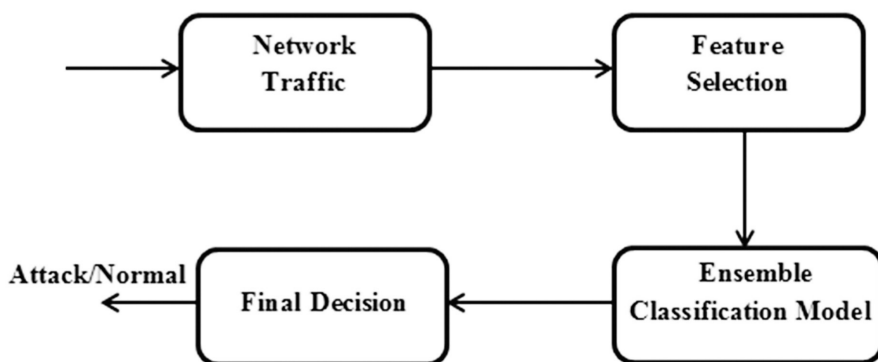 Network
Traffic
Feature
Selection
Attack/Normal
Final Decision
Ensemble
Classification Model